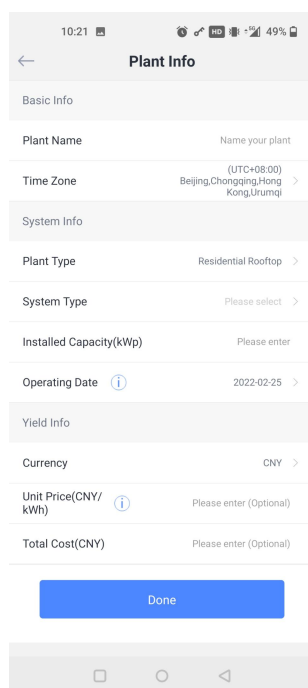 10:21 HD 5G 49%
Plant Info
Basic Info
Plant Name Name your plant
(UTC+08:00)
Time Zone Beijing,Chongqing,Hong
Kong,Urumqi
System Info
Plant Type Residential Rooftop
System Type Please select
Installed Capacity(kWp) Please enter
Operating Date i 2022-02-25
Yield Info
Currency CNY
Unit Price(CNY/
kWh) i Please enter (Optional)
Total Cost(CNY) Please enter (Optional)
Done